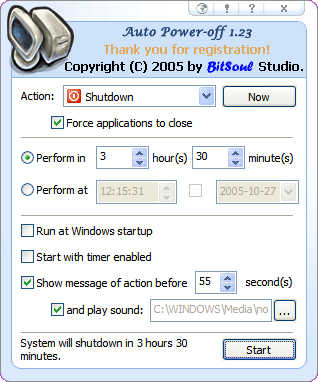 Auto Power-off 1.23
Thank you for registration!
Copyright (C) 2005 by BitSoul Studio.
Action: Shutdown Now
Force applications to close
Perform in 3 hour(s) 30 minute(s)
Perform at 12:15:31 2005-10-27
Run at Windows startup
Start with timer enabled
Show message of action before 55 second(s)
and play sound: C:\WINDOWS\Media\no ...
System will shutdown in 3 hours 30
minutes.
Start